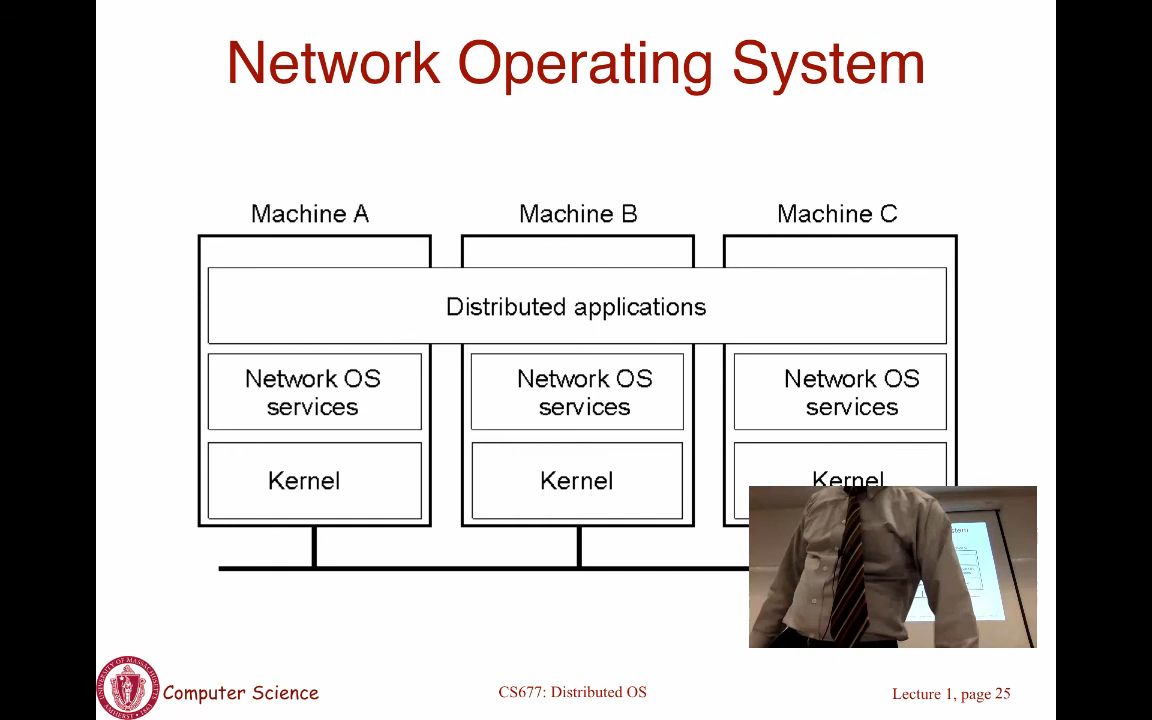 Network Operating System
Machine A
Machine B
Machine C
Distributed applications
Network OS
services
Network OS
services
Network OS
services
Kernel
Kernel
Kernel
Computer Science
CS677: Distributed OS
Lecture 1, page 25